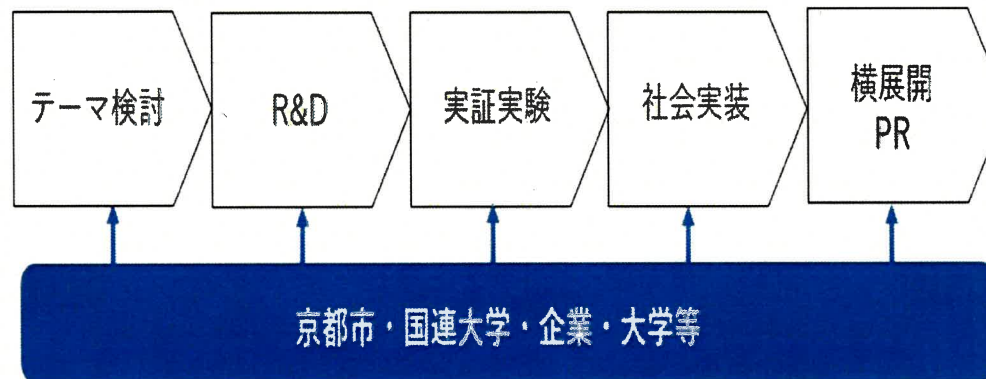 テーマ検討
R&D
実証実験
社会実装
横展開
PR
京都市・国連大学・企業・大学等